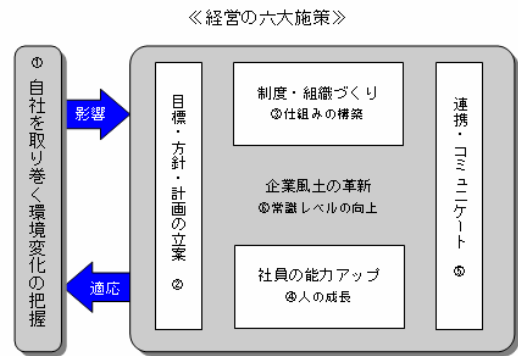 ≪経営の六大施策≫
① 自社を取り巻く環境変化の把握
影響
適応
目標・方針・計画の立案 ②
制度・組織づくり
③仕組みの構築
企業風土の革新
⑥常識レベルの向上
社員の能力アップ
④人の成長
連携・コミュニケート ⑤